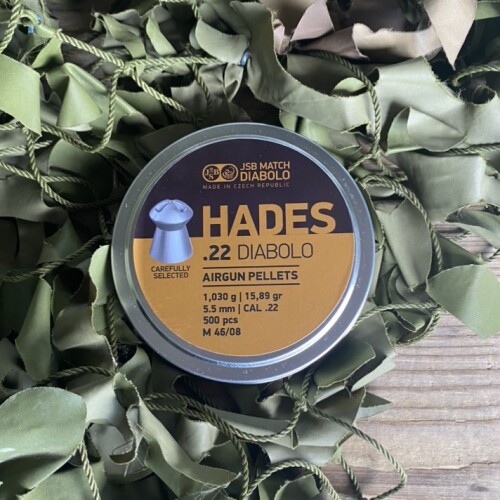 JSB MATCH
DIABOLO
MADE IN CZECH REPUBLIC
HADES
.22 DIABOLO
CAREFULLY
SELECTED
AIRGUN PELLETS
1,030 g | 15,89 gr
5.5 mm | CAL .22
500 pcs
M 46/08